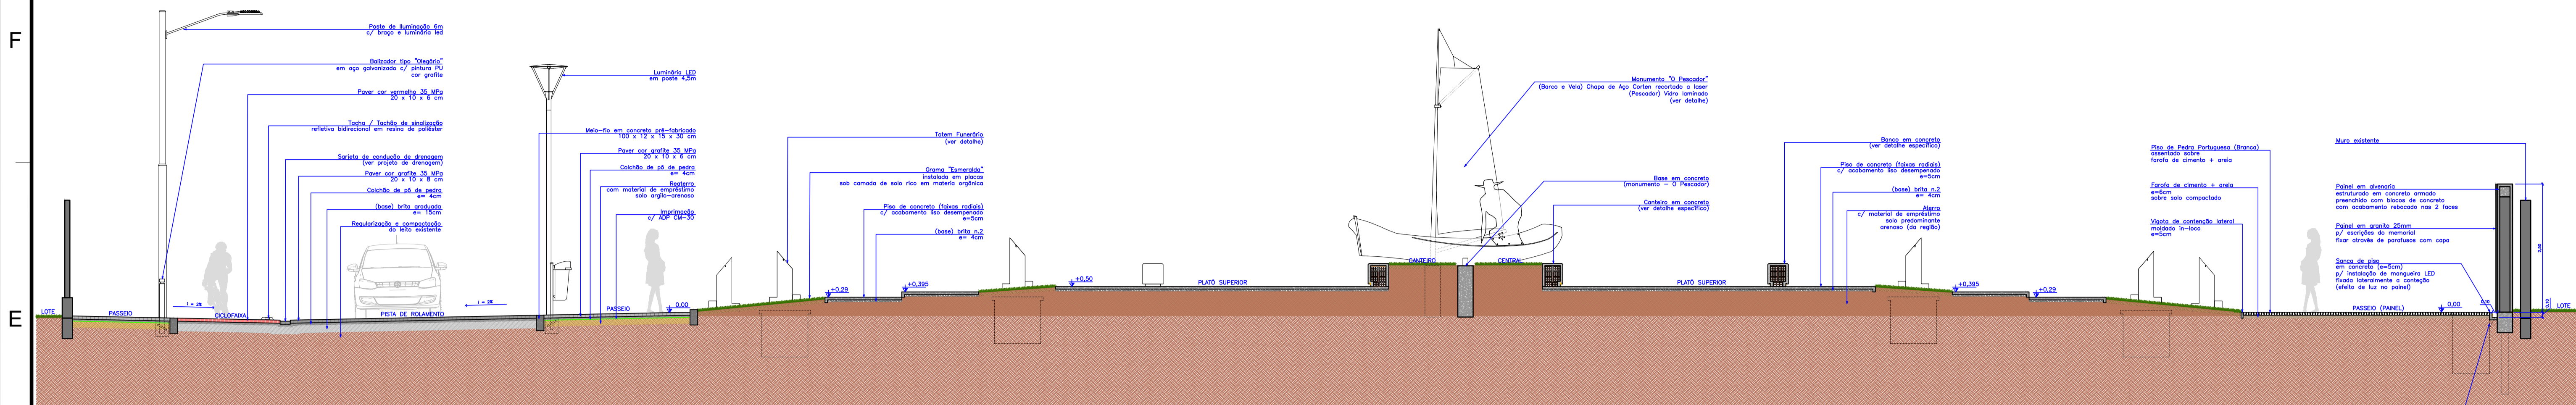 F
E
Poste de Iluminação 6m
c/ braço e luminária led
Balizador tipo "Olegário"
em aço galvanizado c/ pintura PU
cor grafite
Paver cor vermelho 35 MPa
20 x 10 x 6 cm
Tacha / Tachão de sinalização
refletiva bidirecional em resina de poliéster
Sarjeta de condução de drenagem
(ver projeto de drenagem)
Paver cor grafite 35 MPa
20 x 10 x 8 cm
Colchão de pó de pedra
e= 4cm
(base) brita graduada
e= 15cm
Regularização e compactação
do leito existente
LOTE
PASSEIO
i = 2%
CICLOFAIXA
PISTA DE ROLAMENTO
i = 2%
Luminária LED
em poste 4,5m
Meio-fio em concreto pré-fabricado
100 x 12 x 15 x 30 cm
Paver cor grafite 35 MPa
20 x 10 x 6 cm
Colchão de pó de pedra
e= 4cm
Reaterro
com material de empréstimo
solo argilo-arenoso
Imprimação
c/ ADP CM-30
PASSEIO
0,00
Totem Funerário
(ver detalhe)
Grama "Esmeralda"
instalada em placas
sob camada de solo rico em materia orgânica
Piso de concreto (faixas radiais)
c/ acabamento liso desempenado
e=5cm
(base) brita n.2
e= 4cm
+0,29
+0,395
+0,50
PLATÔ SUPERIOR
Monumento "O Pescador"
(Barco e Vela) Chapa de Aço Corten recortado a laser
(Pescador) Vidro laminado
(ver detalhe)
Base em concreto
(monumento - O Pescador)
Canteiro em concreto
(ver detalhe específico)
CANTEIRO
CENTRAL
PLATÔ SUPERIOR
Banco em concreto
(ver detalhe específico)
Piso de concreto (faixas radiais)
c/ acabamento liso desempenado
e=5cm
(base) brita n.2
e= 4cm
Aterro
c/ material de empréstimo
solo predominante
arenoso (da região)
+0,395
+0,29
Piso de Pedra Portuguesa (Branca)
assentado sobre
farofa de cimento + areia
Farofa de cimento + areia
e=6cm
sobre solo compactado
Vigota de contenção lateral
moldado in-loco
e=5cm
Muro existente
Painel em alvenaria
estruturado em concreto armado
preenchido com blocos de concreto
com acabamento rebocado nas 2 faces
Painel em granito 25mm
p/ escrições do memorial
fixar através de parafusos com capa
Sanca de piso
em concreto (e=5cm)
p/ instalação de mangueira LED
fixada lateralmente a conteção
(efeito de luz no painel)
PASSEIO (PAINEL)
0,00
0,10
LOTE